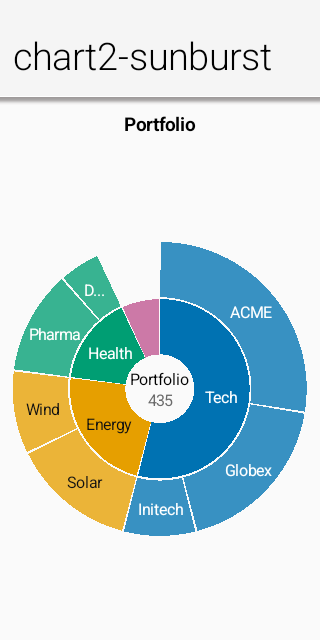 chart2-sunburst
Portfolio
ACME
D...
Pharma
Health
Portfolio
435
Tech
Wind
Energy
Globex
Solar
Initech